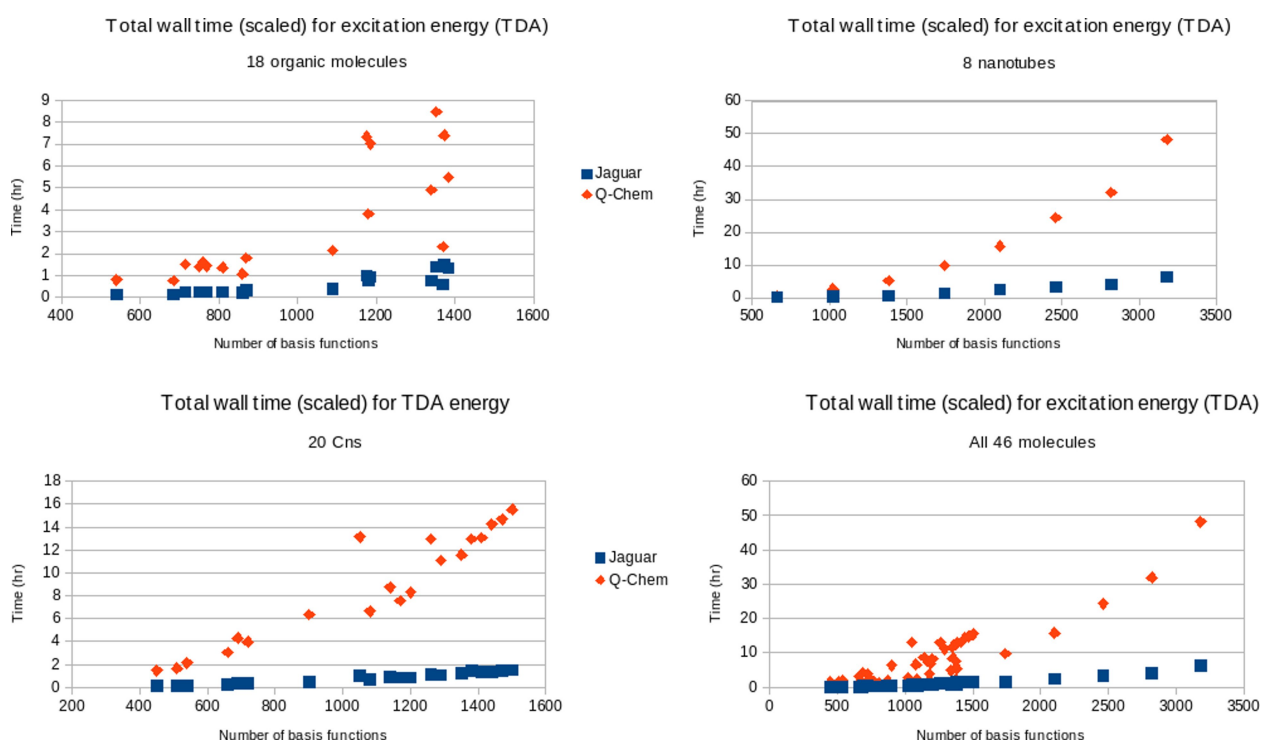 Total wall time (scaled) for excitation energy (TDA)
18 organic molecules
9
8
7
6
5
4
3
2
1
0
Time (hr)
400 600 800 1000 1200 1400 1600
Number of basis functions
Jaguar
Q-Chem
Total wall time (scaled) for excitation energy (TDA)
8 nanotubes
60
50
40
30
20
10
0
Time (hr)
500 1000 1500 2000 2500 3000 3500
Number of basis functions
Total wall time (scaled) for TDA energy
20 Cns
18
16
14
12
10
8
6
4
2
0
Time (hr)
200 400 600 800 1000 1200 1400 1600
Number of basis functions
Jaguar
Q-Chem
Total wall time (scaled) for excitation energy (TDA)
All 46 molecules
60
50
40
30
20
10
0
Time (hr)
0 500 1000 1500 2000 2500 3000 3500
Number of basis functions